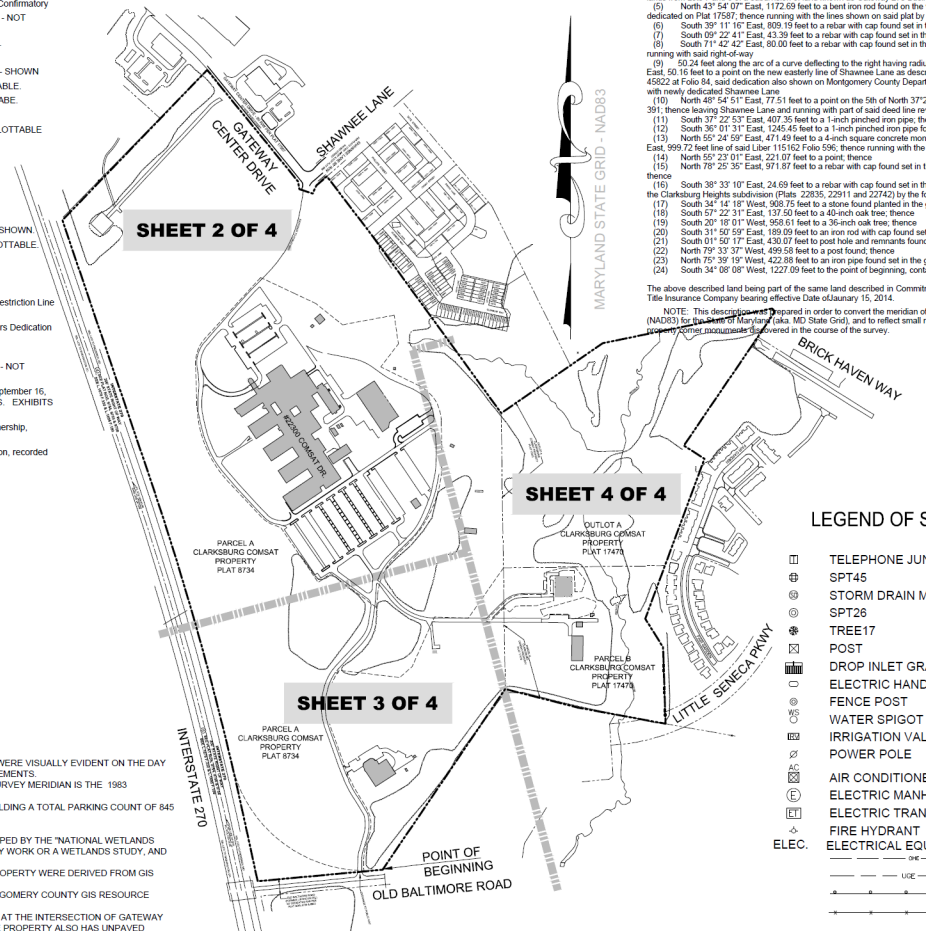 Confirmatory
- NOT
- SHOWN
ABLE.
ABE.
LOTTABLE
SHOWN.
OTTABLE.
estriction Line
rs Dedication
- NOT
ptember 16,
S. EXHIBITS
nership,
on, recorded
WERE VISUALLY EVIDENT ON THE DAY
EMENTS.
URVEY MERIDIAN IS THE 1983
LDING A TOTAL PARKING COUNT OF 845
PED BY THE "NATIONAL WETLANDS
Y WORK OR A WETLANDS STUDY, AND
OPERTY WERE DERIVED FROM GIS
TGOMERY COUNTY GIS RESOURCE
AT THE INTERSECTION OF GATEWAY
E PROPERTY ALSO HAS UNPAVED
GATEWAY
CENTER DRIVE
SHAWNEE LANE
SHEET 2 OF 4
MARYLAND STATE GRID - NAD83
#22300 COMSAT DR.
PARCEL A
CLARKSBURG COMSAT
PROPERTY
PLAT 8734
SHEET 4 OF 4
OUTLOT A
CLARKSBURG COMSAT
PROPERTY
PLAT 17470
PARCEL B
CLARKSBURG COMSAT
PROPERTY
PLAT 17470
SHEET 3 OF 4
PARCEL A
CLARKSBURG COMSAT
PROPERTY
PLAT 8734
INTERSTATE 270
POINT OF
BEGINNING
OLD BALTIMORE ROAD
LITTLE SENECA PKWY
BRICK HAVEN WAY
(5) North 43° 54' 07" East, 1172.69 feet to a bent iron rod found on the
dedicated on Plat 17587; thence running with the lines shown on said plat by
(6) South 39° 11' 16" East, 809.19 feet to a rebar with cap found set in t
(7) South 09° 22' 41" East, 43.39 feet to a rebar with cap found set in th
(8) South 71° 42' 42" East, 80.00 feet to a rebar with cap found set in th
running with said right-of-way
(9) 50.24 feet along the arc of a curve deflecting to the right having radiu
East, 50.16 feet to a point on the new easterly line of Shawnee Lane as descr
45822 at Folio 84, said dedication also shown on Montgomery County Depart
with newly dedicated Shawnee Lane
(10) North 48° 54' 51" East, 77.51 feet to a point on the 5th of North 37°2
391; thence leaving Shawnee Lane and running with part of said deed line rev
(11) South 37° 22' 53" East, 407.35 feet to a 1-inch pinched iron pipe; the
(12) South 36° 01' 31" East, 1245.45 feet to a 1-inch pinched iron pipe fo
(13) North 55° 24' 59" East, 471.49 feet to a 4-inch square concrete mon
East, 999.72 feet line of said Liber 115162 Folio 596; thence running with the
(14) North 55° 23' 01" East, 221.07 feet to a point; thence
(15) North 78° 25' 35" East, 971.87 feet to a rebar with cap found set in t
thence
(16) South 38° 33' 10" East, 24.69 feet to a rebar with cap found set in th
the Clarksburg Heights subdivision (Plats 22835, 22911 and 22742) by the fo
(17) South 34° 14' 18" West, 908.75 feet to a stone found planted in the g
(18) South 57° 22' 31" East, 137.50 feet to a 40-inch oak tree; thence
(19) South 20° 18' 01" West, 958.61 feet to a 36-inch oak tree; thence
(20) South 31° 50' 59" East, 189.09 feet to an iron rod with cap found set
(21) South 01° 50' 17" East, 430.07 feet to post hole and remnants found
(22) North 79° 33' 37" West, 499.58 feet to a post found; thence
(23) North 75° 39' 19" West, 422.88 feet to an iron pipe found set in the g
(24) South 34° 08' 08" West, 1227.09 feet to the point of beginning, conta
The above described land being part of the same land described in Commitm
Title Insurance Company bearing effective Date ofJaunary 15, 2014.
NOTE: This description was prepared in order to convert the meridian of
(NAD83) for the State of Maryland (aka. MD State Grid), and to reflect small m
property corner monuments discovered in the course of the survey.
LEGEND OF S
TELEPHONE JUN
SPT45
STORM DRAIN M
SPT26
TREE17
POST
DROP INLET GRA
ELECTRIC HAND
FENCE POST
WS
WATER SPIGOT
IRV IRRIGATION VAL
POWER POLE
AC
AIR CONDITIONE
E ELECTRIC MANH
ET ELECTRIC TRAN
FIRE HYDRANT
ELEC. ELECTRICAL EQU
OHE
UGE